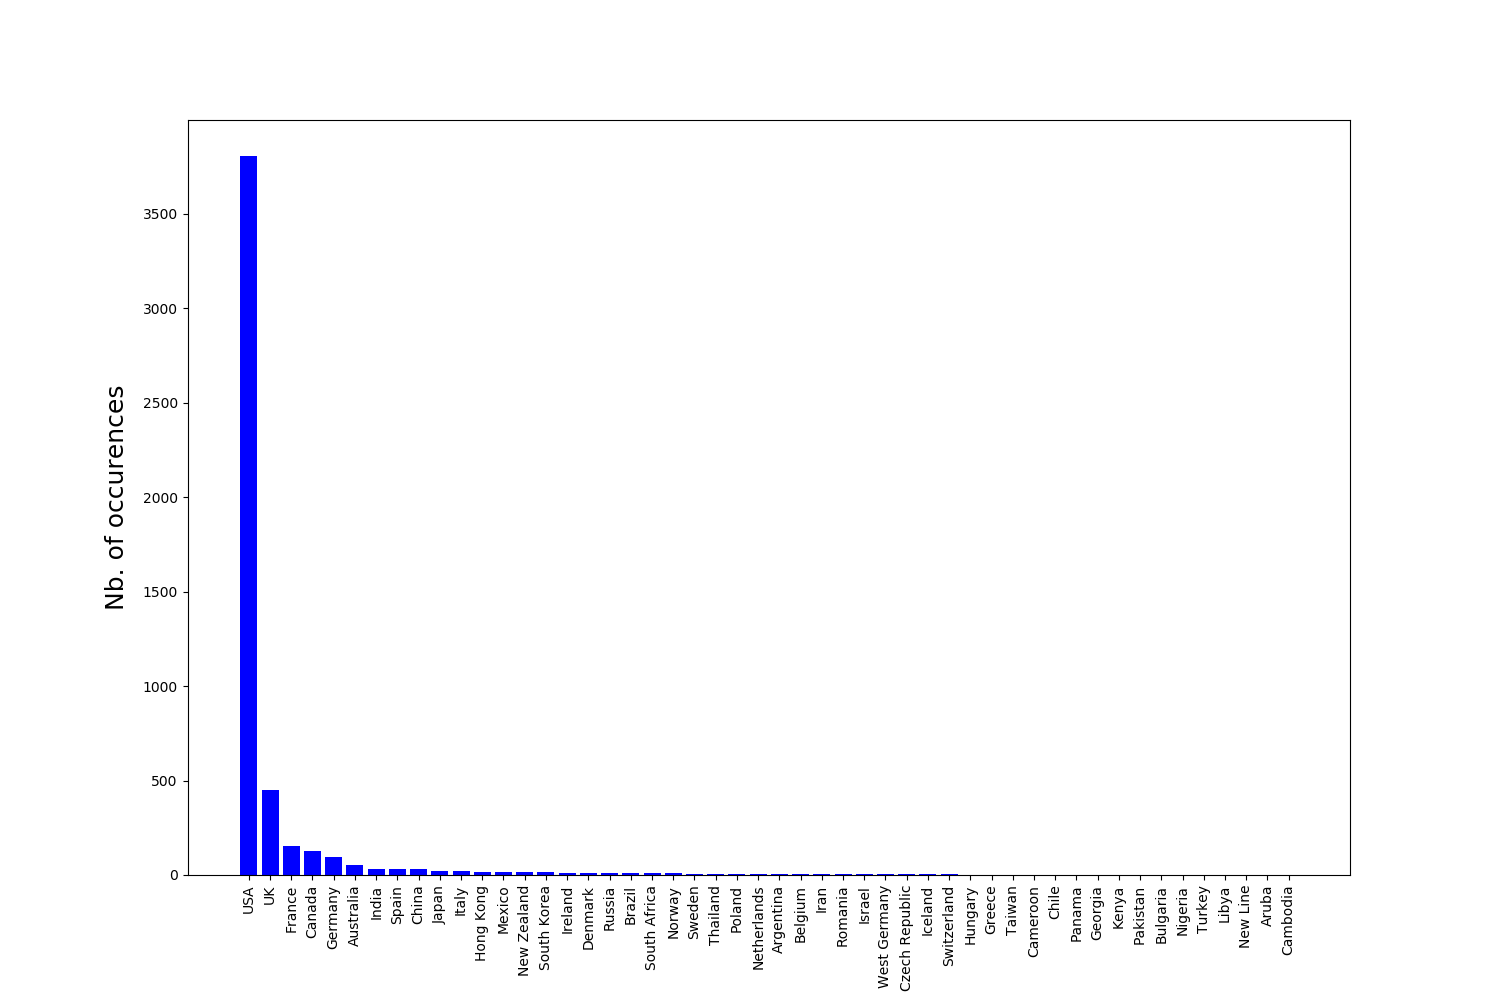 Nb. of occurences
3500
3000
2500
2000
1500
1000
500
0
USA
UK
France
Canada
Germany
Australia
India
Spain
China
Japan
Italy
Hong Kong
Mexico
New Zealand
South Korea
Ireland
Denmark
Russia
Brazil
South Africa
Norway
Sweden
Thailand
Poland
Netherlands
Argentina
Belgium
Iran
Romania
Israel
West Germany
Czech Republic
Iceland
Switzerland
Hungary
Greece
Taiwan
Cameroon
Chile
Panama
Georgia
Kenya
Pakistan
Bulgaria
Nigeria
Turkey
Libya
New Line
Aruba
Cambodia